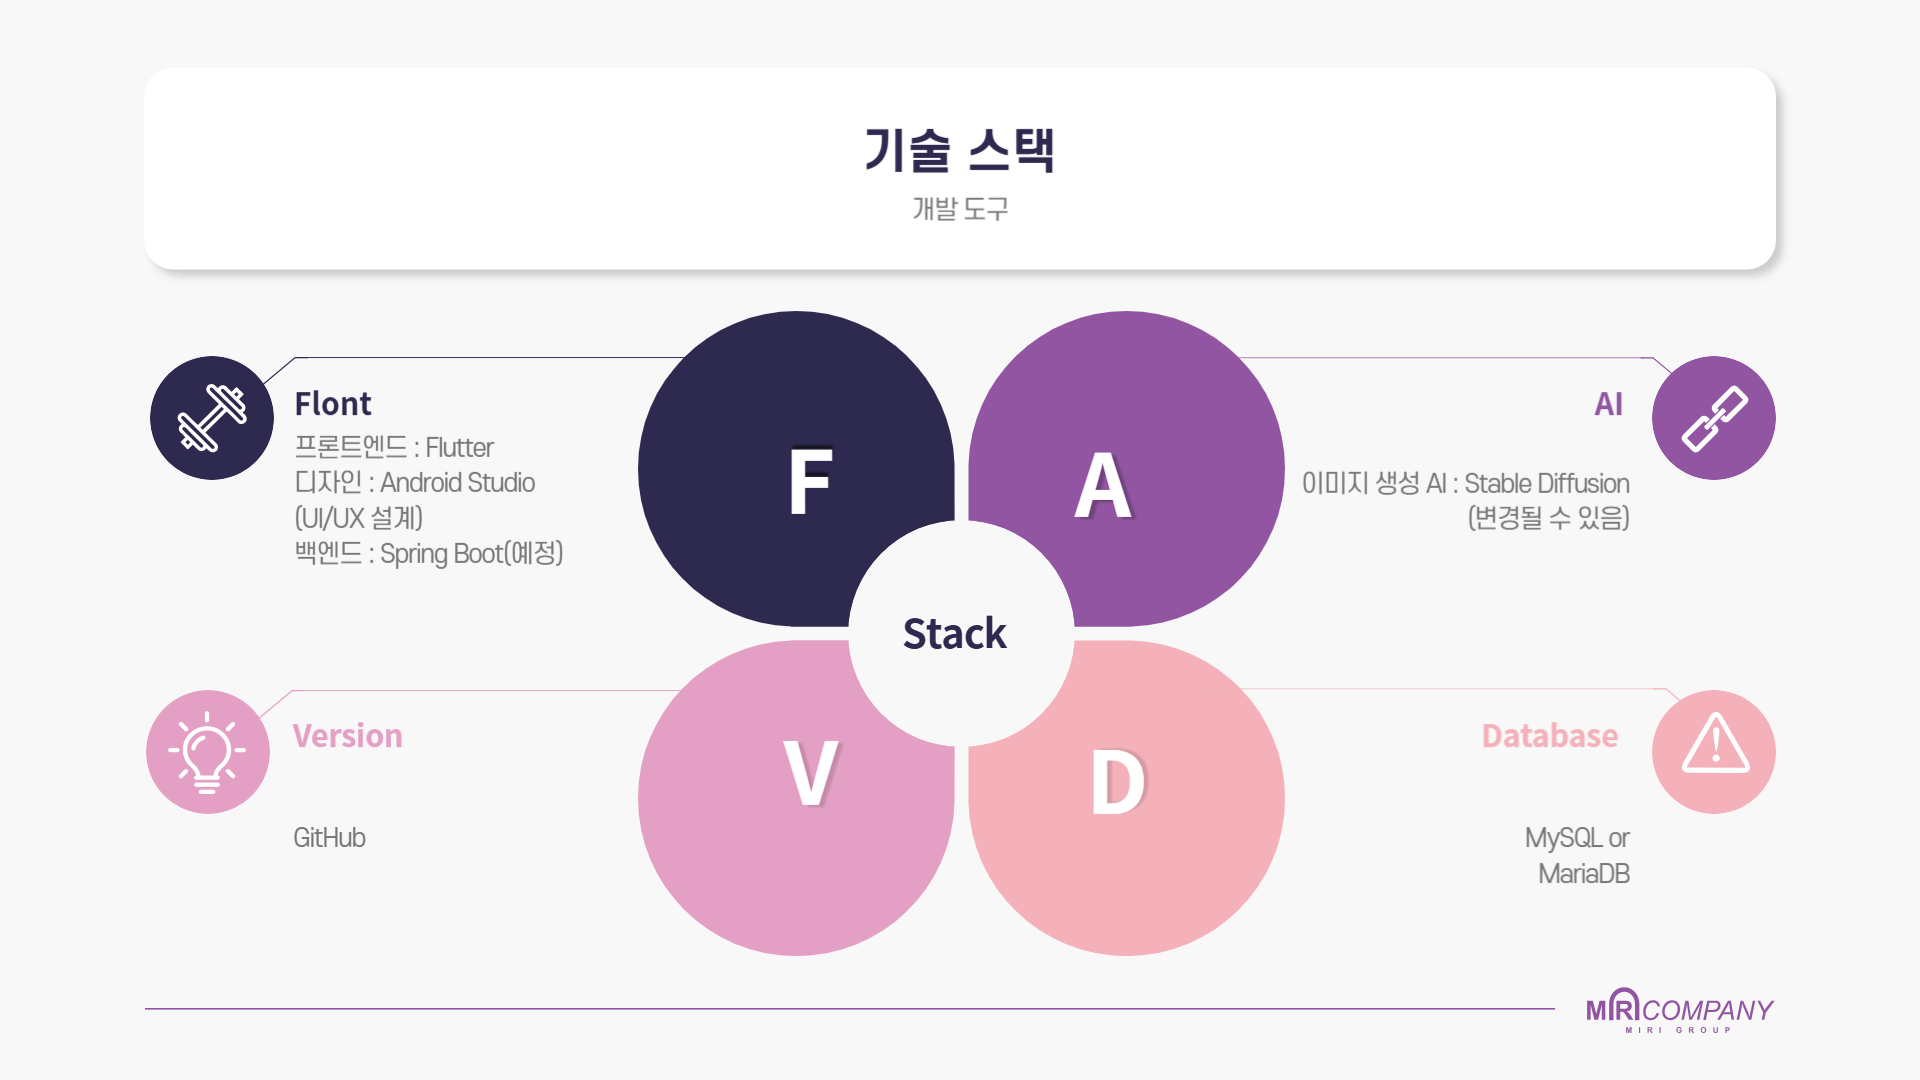 기술 스택
개발 도구
Flont
프론트엔드 : Flutter
디자인 : Android Studio
(UI/UX 설계)
백엔드 : Spring Boot(예정)
F
A
AI
이미지 생성 AI : Stable Diffusion
(변경될 수 있음)
Stack
Version
GitHub
V
D
Database
MySQL or
MariaDB
MIRICOMPANY
MIRI GROUP